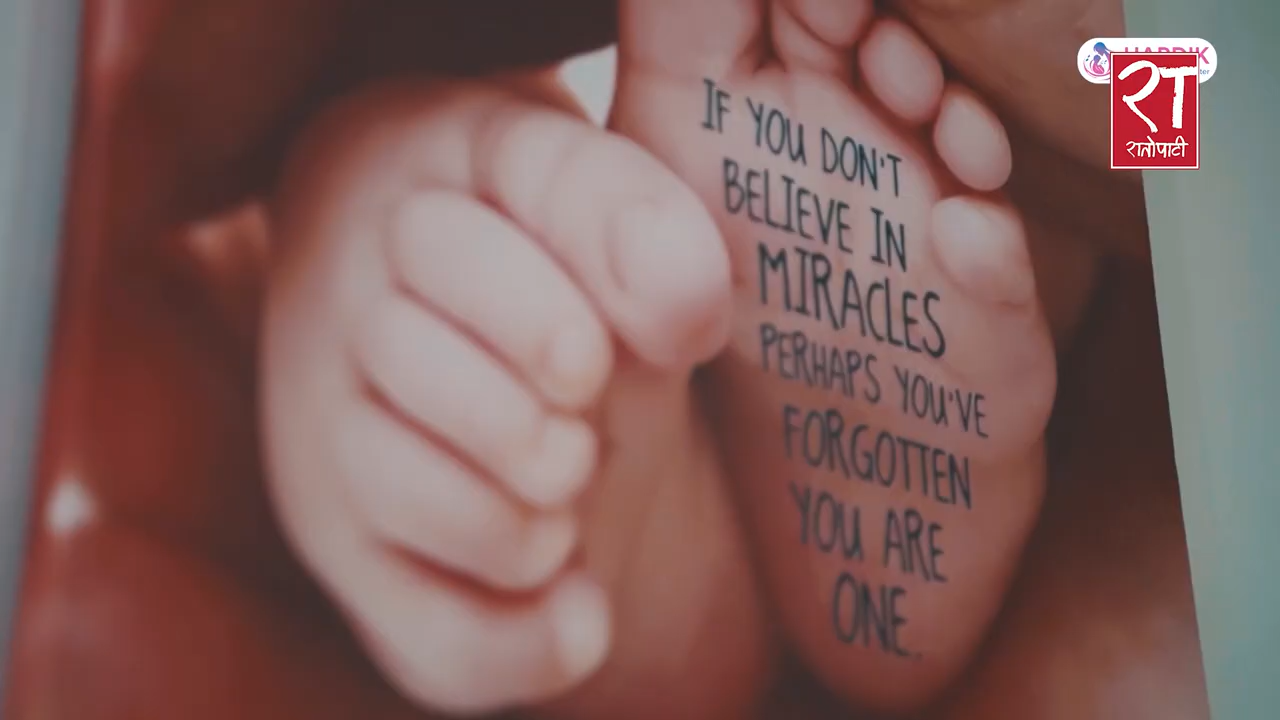 IF YOU DON'T
BELIEVE IN
MIRACLES
PERHAPS YOU'VE
FORGOTTEN
YOU ARE
ONE.
रा
रातोपाटी